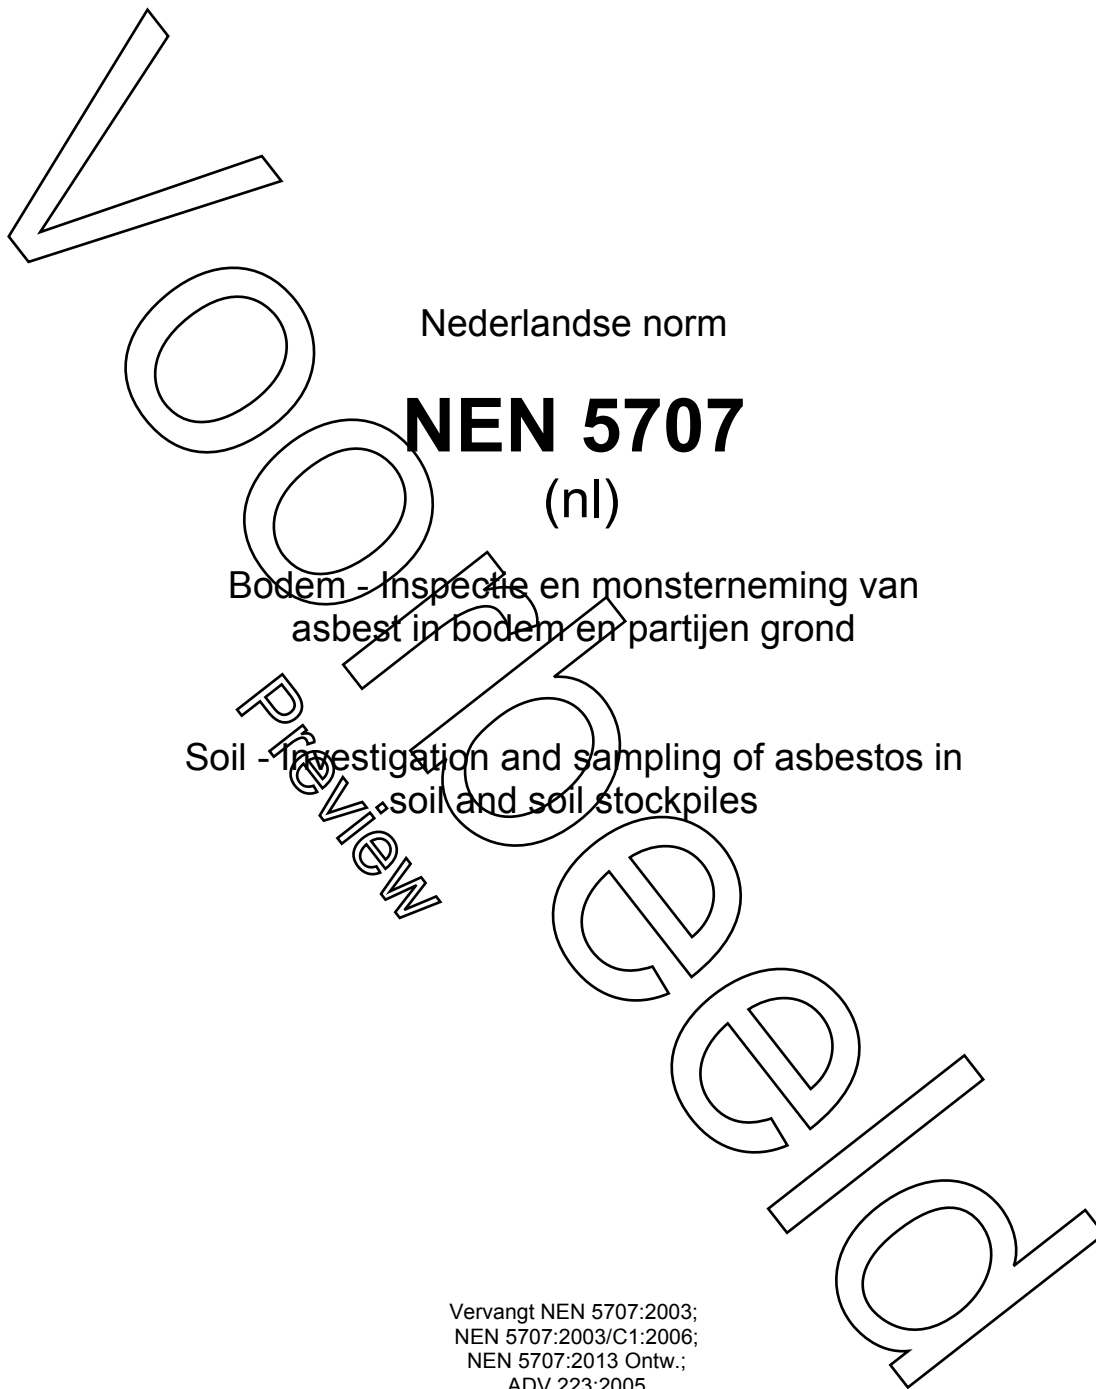 Voorbeeld
Preview
Nederlandse norm
NEN 5707
(nl)
Bodem - Inspectie en monsterneming van
asbest in bodem en partijen grond
Soil - Investigation and sampling of asbestos in
soil and soil stockpiles
Vervangt NEN 5707:2003;
NEN 5707:2003/C1:2006;
NEN 5707:2013 Ontw.;
ADV 223:2005